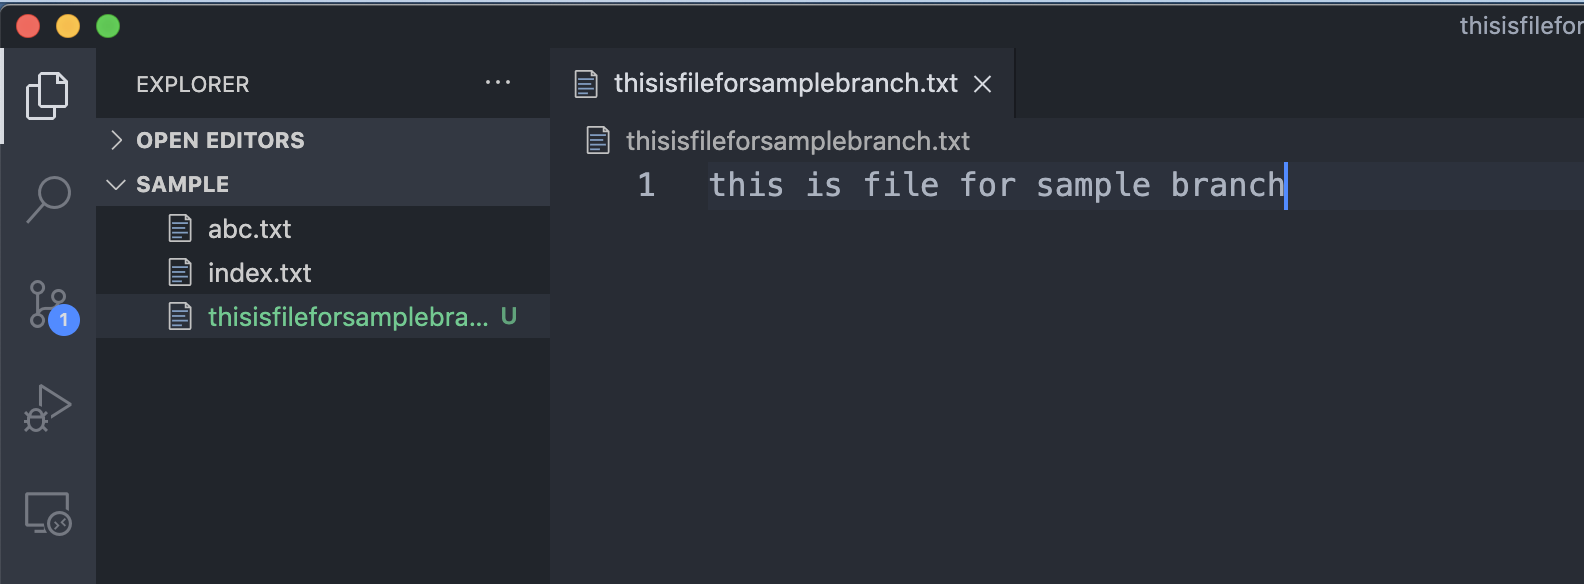 thisisfilefor
EXPLORER ···
thisisfileforsamplebranch.txt
OPEN EDITORS
thisisfileforsamplebranch.txt
SAMPLE
1 this is file for sample branch
abc.txt
index.txt
thisisfileforsamplebra... U
1